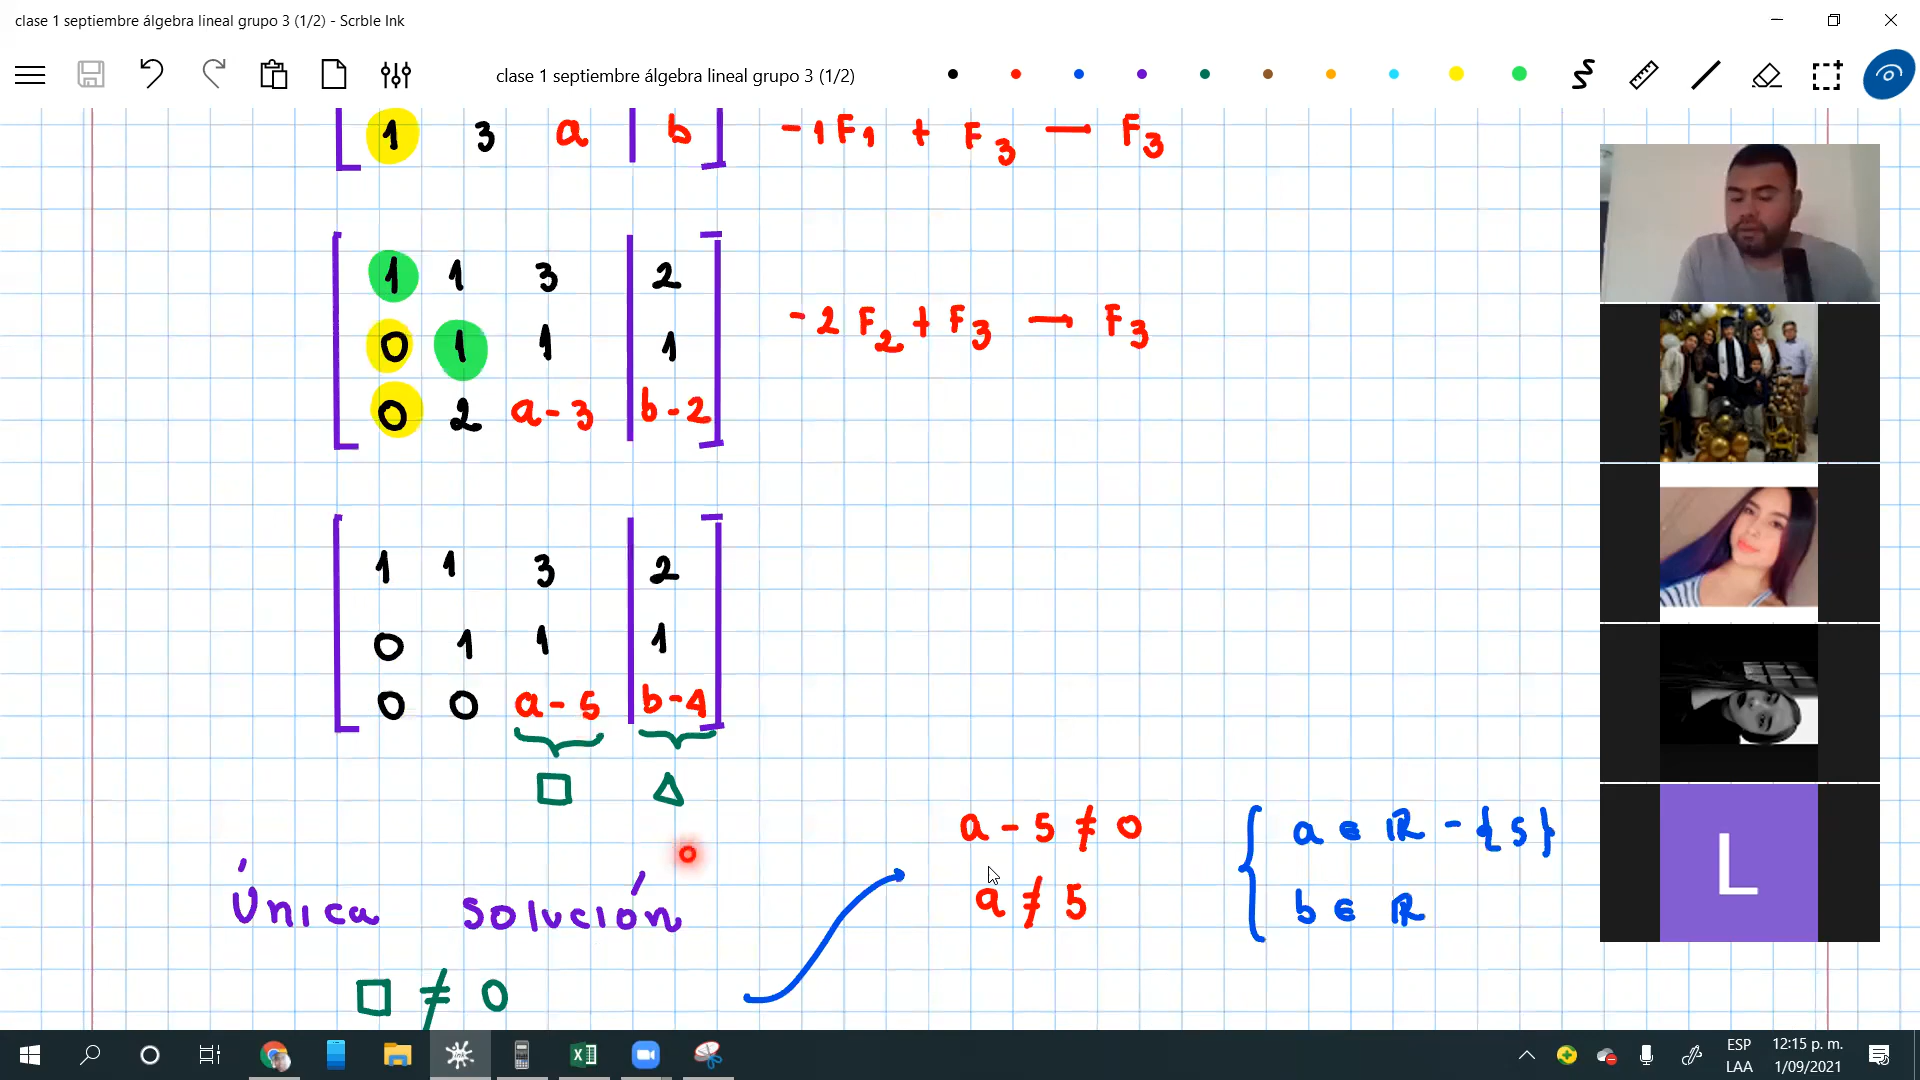 clase 1 septiembre álgebra lineal grupo 3 (1/2) - Scrble Ink
clase 1 septiembre álgebra lineal grupo 3 (1/2)
1 3 a | b -1F1 + F3 — F3
1 1 3 | 2
0 1 1 | 1 -2F2 + F3 — F3
0 2 a-3 | b-2
1 1 3 | 2
0 1 1 | 1
0 0 a-5 | b-4
□ △
a - 5 ≠ 0
a ≠ 5
a ∈ ℝ - {5}
b ∈ ℝ
única solución
□ ≠ 0
L
ESP
LAA
12:15 p. m.
1/09/2021